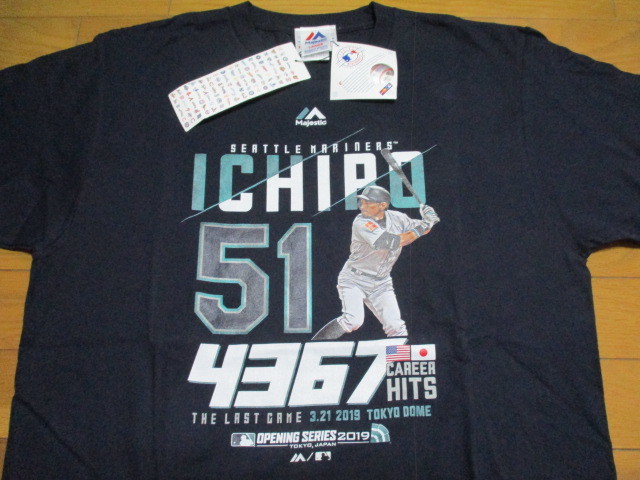 Majestic
SEATTLE MARINERS™
ICHIRO
51
4367
CAREER
HITS
THE LAST GAME 3.21 2019 TOKYO DOME
OPENING SERIES 2019
TOKYO, JAPAN